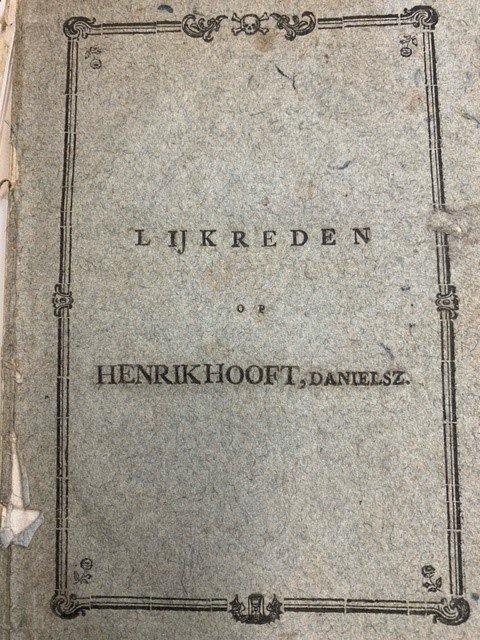 LIJKREDEN
OP
HENRIK HOOFT, DANIELSZ.